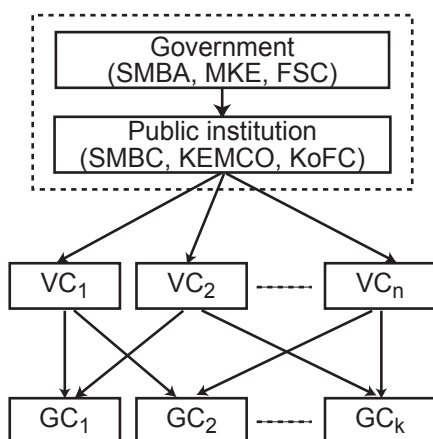 Government
(SMBA, MKE, FSC)
Public institution
(SMBC, KEMCO, KoFC)
VC₁ VC₂ VCₙ
GC₁ GC₂ GCₖ